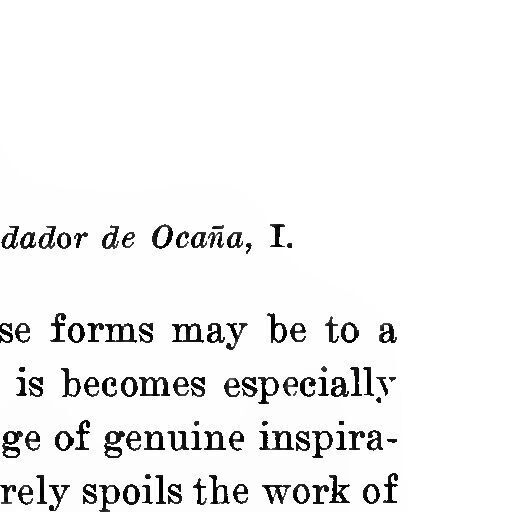 dador de Ocaña, I.
se forms may be to a
is becomes especially
ge of genuine inspira-
rely spoils the work of